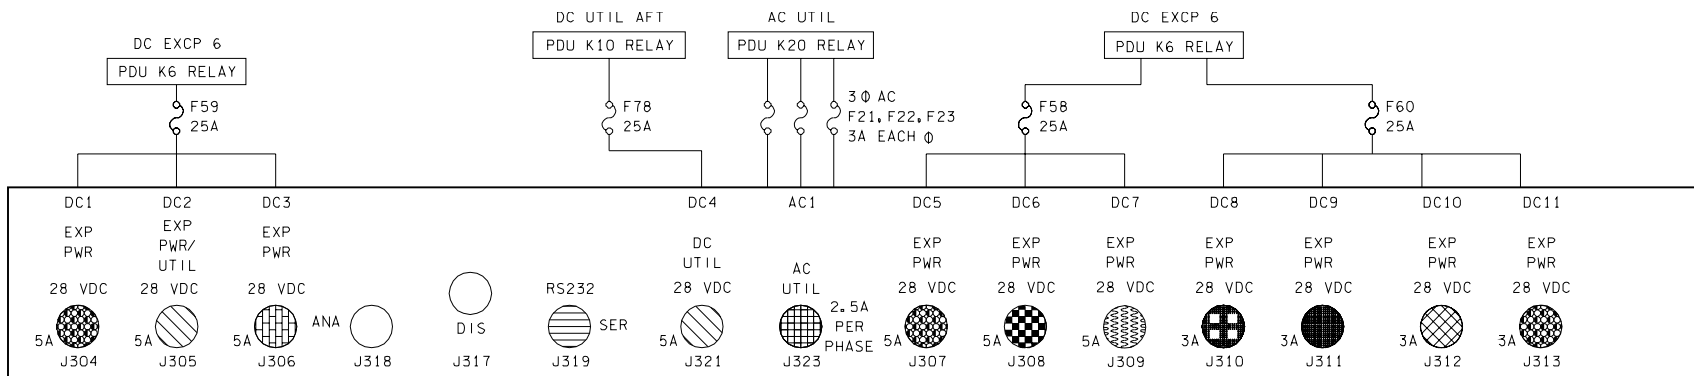 DC UTIL AFT
AC UTIL
DC EXCP 6
DC EXCP 6
PDU K10 RELAY
PDU K20 RELAY
PDU K6 RELAY
PDU K6 RELAY
F59
25A
F78
25A
3 Φ AC
F21, F22, F23
3A EACH Φ
F58
25A
F60
25A
DC1
DC2
DC3
DC4
AC1
DC5
DC6
DC7
DC8
DC9
DC10
DC11
EXP
PWR
EXP
PWR/
UTIL
EXP
PWR
DC
UTIL
AC
UTIL
EXP
PWR
EXP
PWR
EXP
PWR
EXP
PWR
EXP
PWR
EXP
PWR
EXP
PWR
28 VDC
28 VDC
28 VDC
RS232
28 VDC
28 VDC
28 VDC
28 VDC
28 VDC
28 VDC
28 VDC
28 VDC
5A
5A
5A
ANA
DIS
SER
5A
2.5A
PER
PHASE
5A
5A
5A
3A
3A
3A
3A
J304
J305
J306
J318
J317
J319
J321
J323
J307
J308
J309
J310
J311
J312
J313